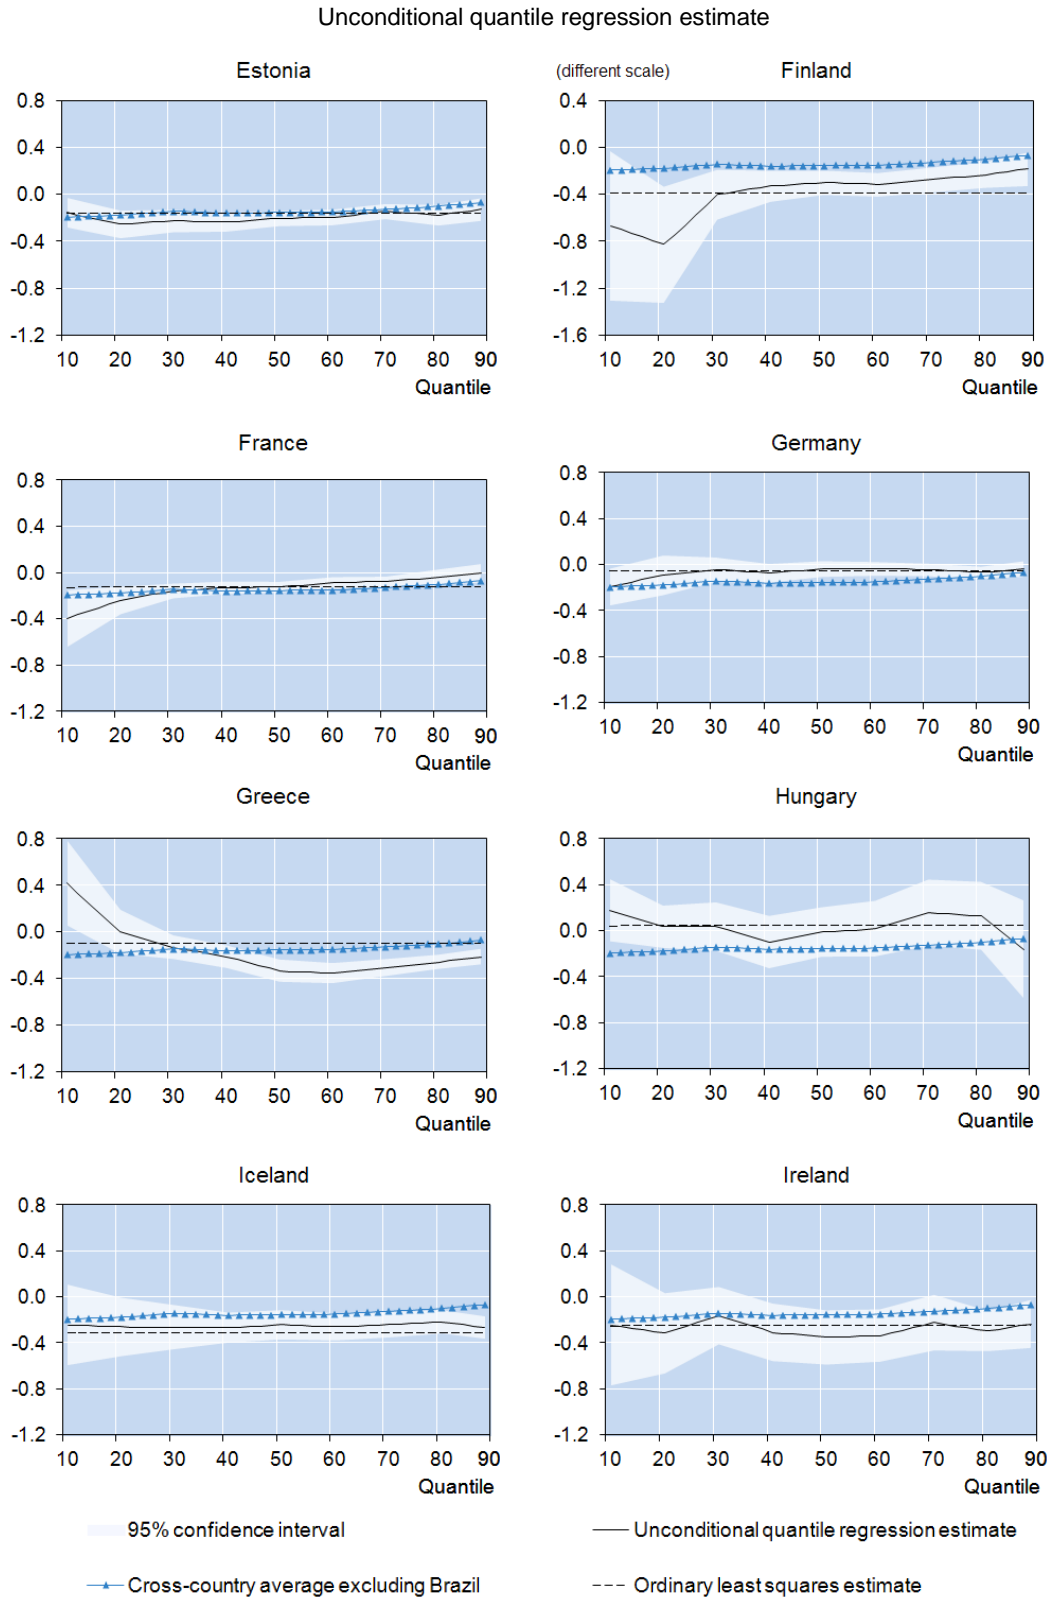 Unconditional quantile regression estimate
Estonia
0.8
0.4
0.0
-0.4
-0.8
-1.2
10 20 30 40 50 60 70 80 90
Quantile
(different scale)
Finland
0.4
0.0
-0.4
-0.8
-1.2
-1.6
10 20 30 40 50 60 70 80 90
Quantile
France
0.8
0.4
0.0
-0.4
-0.8
-1.2
10 20 30 40 50 60 70 80 90
Quantile
Germany
0.8
0.4
0.0
-0.4
-0.8
-1.2
10 20 30 40 50 60 70 80 90
Quantile
Greece
0.8
0.4
0.0
-0.4
-0.8
-1.2
10 20 30 40 50 60 70 80 90
Quantile
Hungary
0.8
0.4
0.0
-0.4
-0.8
-1.2
10 20 30 40 50 60 70 80 90
Quantile
Iceland
0.8
0.4
0.0
-0.4
-0.8
-1.2
10 20 30 40 50 60 70 80 90
Quantile
Ireland
0.8
0.4
0.0
-0.4
-0.8
-1.2
10 20 30 40 50 60 70 80 90
Quantile
95% confidence interval
Unconditional quantile regression estimate
Cross-country average excluding Brazil
Ordinary least squares estimate